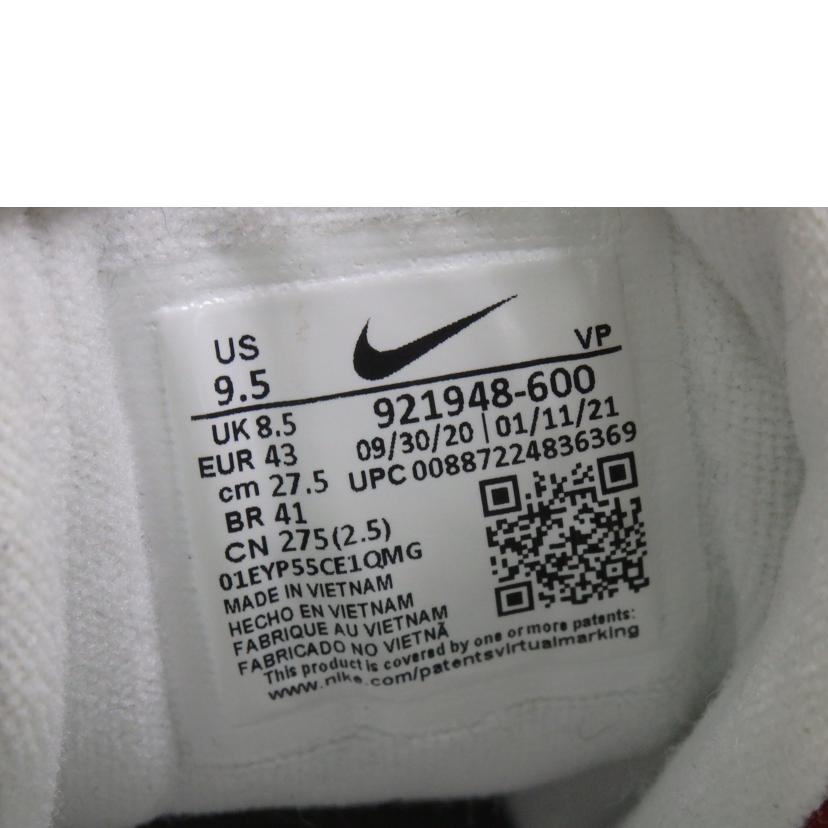 US VP
9.5
921948-600
UK 8.5
09/30/20 | 01/11/21
EUR 43
UPC 00887224836369
cm 27.5
BR 41
CN 275(2.5)
01EYP55CE1QMG
MADE IN VIETNAM
HECHO EN VIETNAM
FABRIQUE AU VIETNAM
FABRICADO NO VIETNÃ
This product is covered by one or more patents:
www.nike.com/patentsvirtualmarking